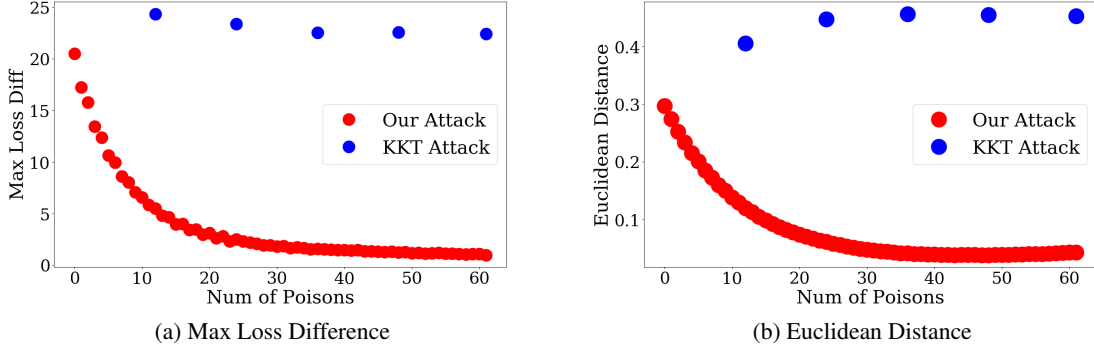 25
20
15
10
5
0
Max Loss Diff
Our Attack
KKT Attack
0 10 20 30 40 50 60
Num of Poisons
(a) Max Loss Difference
0.4
0.3
0.2
0.1
Euclidean Distance
Our Attack
KKT Attack
0 10 20 30 40 50 60
Num of Poisons
(b) Euclidean Distance